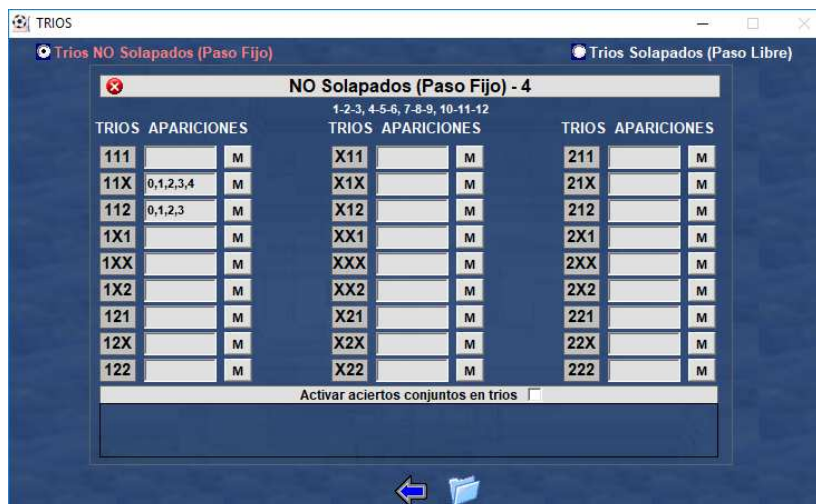 TRIOS
Trios NO Solapados (Paso Fijo) Trios Solapados (Paso Libre)
NO Solapados (Paso Fijo) - 4
1-2-3, 4-5-6, 7-8-9, 10-11-12
TRIOS APARICIONES TRIOS APARICIONES TRIOS APARICIONES
111 M X11 M 211 M
11X 0,1,2,3,4 M X1X M 21X M
112 0,1,2,3 M X12 M 212 M
1X1 M XX1 M 2X1 M
1XX M XXX M 2XX M
1X2 M XX2 M 2X2 M
121 M X21 M 221 M
12X M X2X M 22X M
122 M X22 M 222 M
Activar aciertos conjuntos en trios